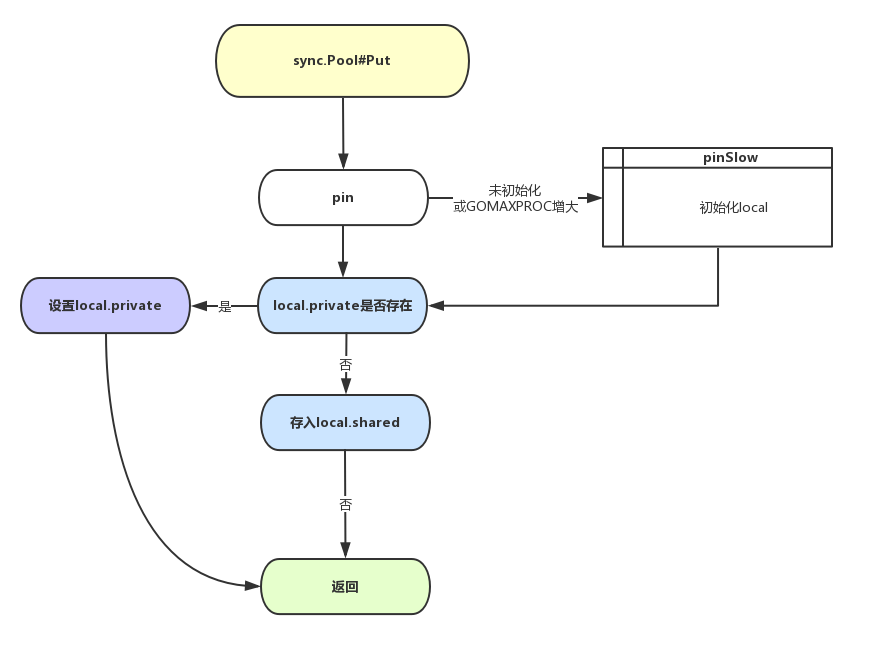 sync.Pool#Put
pinSlow
未初始化
pin
或GOMAXPROC增大
初始化local
设置local.private
是
local.private是否存在
否
存入local.shared
否
返回